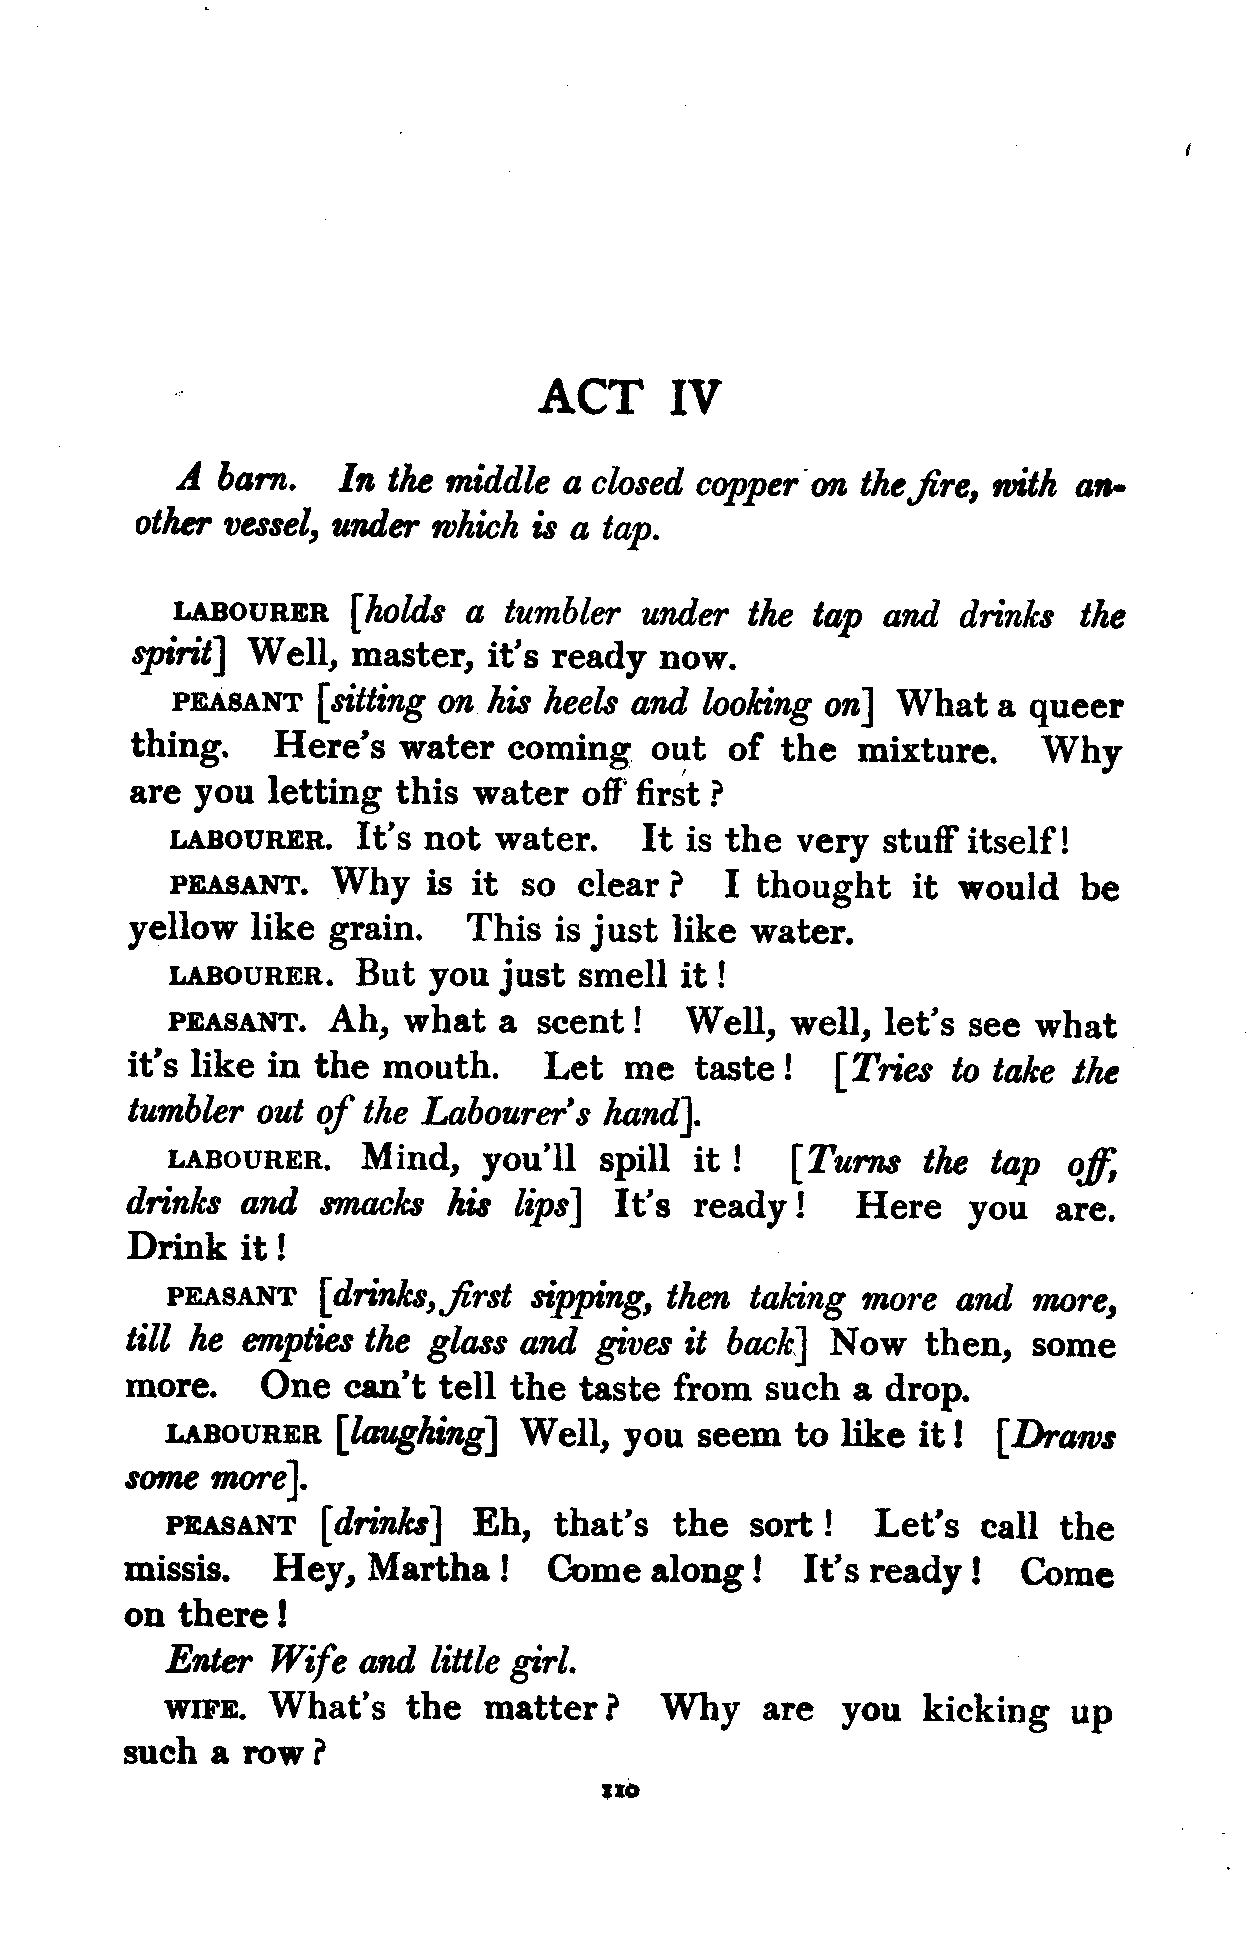 ACT IV
A barn. In the middle a closed copper on the fire, with an-
other vessel, under which is a tap.
LABOURER [holds a tumbler under the tap and drinks the
spirit] Well, master, it's ready now.
PEASANT [sitting on his heels and looking on] What a queer
thing. Here's water coming out of the mixture. Why
are you letting this water off first?
LABOURER. It's not water. It is the very stuff itself!
PEASANT. Why is it so clear? I thought it would be
yellow like grain. This is just like water.
LABOURER. But you just smell it!
PEASANT. Ah, what a scent! Well, well, let's see what
it's like in the mouth. Let me taste! [Tries to take the
tumbler out of the Labourer's hand].
LABOURER. Mind, you'll spill it! [Turns the tap off,
drinks and smacks his lips] It's ready! Here you are.
Drink it!
PEASANT [drinks, first sipping, then taking more and more,
till he empties the glass and gives it back] Now then, some
more. One can't tell the taste from such a drop.
LABOURER [laughing] Well, you seem to like it! [Draws
some more].
PEASANT [drinks] Eh, that's the sort! Let's call the
missis. Hey, Martha! Come along! It's ready! Come
on there!
Enter Wife and little girl.
WIFE. What's the matter? Why are you kicking up
such a row?
110